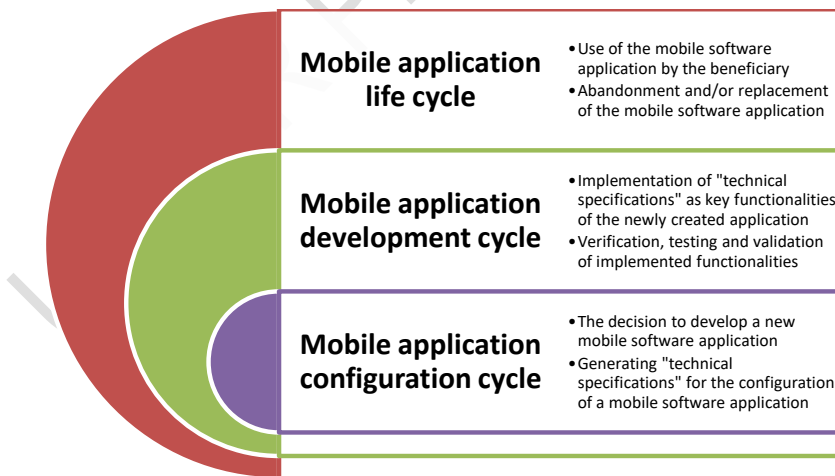 Mobile application
life cycle
•Use of the mobile software
application by the beneficiary
•Abandonment and/or replacement
of the mobile software application
Mobile application
development cycle
•Implementation of "technical
specifications" as key functionalities
of the newly created application
•Verification, testing and validation
of implemented functionalities
Mobile application
configuration cycle
•The decision to develop a new
mobile software application
•Generating "technical
specifications" for the configuration
of a mobile software application